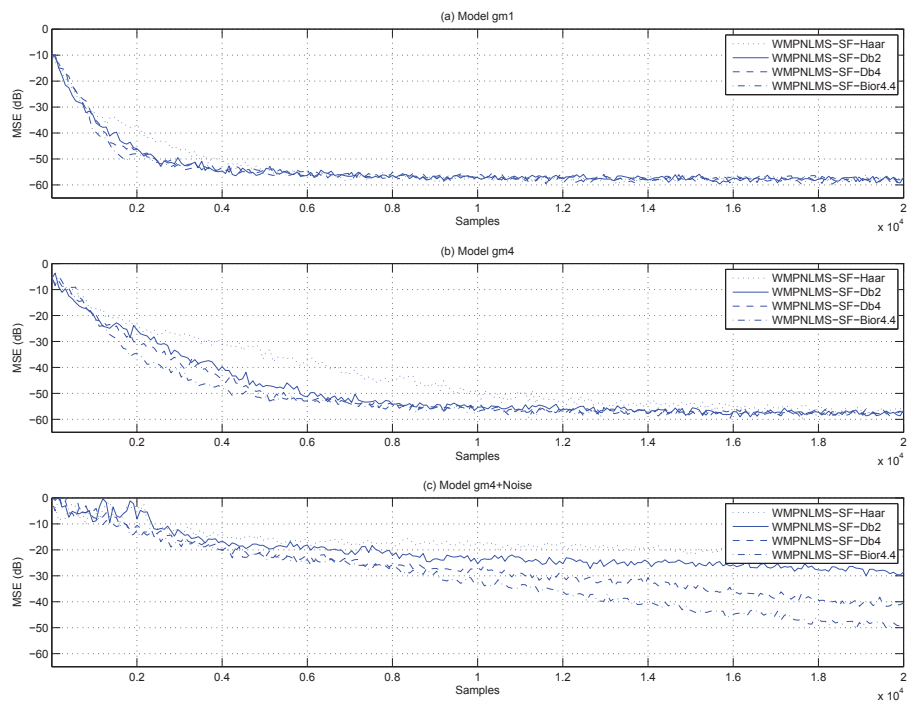 (a) Model gm1
0
−10
−20
−30
−40
−50
−60
MSE (dB)
WMPNLMS−SF−Haar
WMPNLMS−SF−Db2
WMPNLMS−SF−Db4
WMPNLMS−SF−Bior4.4
0.2 0.4 0.6 0.8 1 1.2 1.4 1.6 1.8 2
x 10^4
Samples
(b) Model gm4
0
−10
−20
−30
−40
−50
−60
MSE (dB)
WMPNLMS−SF−Haar
WMPNLMS−SF−Db2
WMPNLMS−SF−Db4
WMPNLMS−SF−Bior4.4
0.2 0.4 0.6 0.8 1 1.2 1.4 1.6 1.8 2
x 10^4
Samples
(c) Model gm4+Noise
0
−10
−20
−30
−40
−50
−60
MSE (dB)
WMPNLMS−SF−Haar
WMPNLMS−SF−Db2
WMPNLMS−SF−Db4
WMPNLMS−SF−Bior4.4
0.2 0.4 0.6 0.8 1 1.2 1.4 1.6 1.8 2
x 10^4
Samples